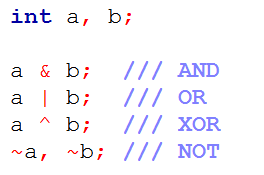 int a, b;
a & b; /// AND
a | b; /// OR
a ^ b; /// XOR
~a, ~b; /// NOT